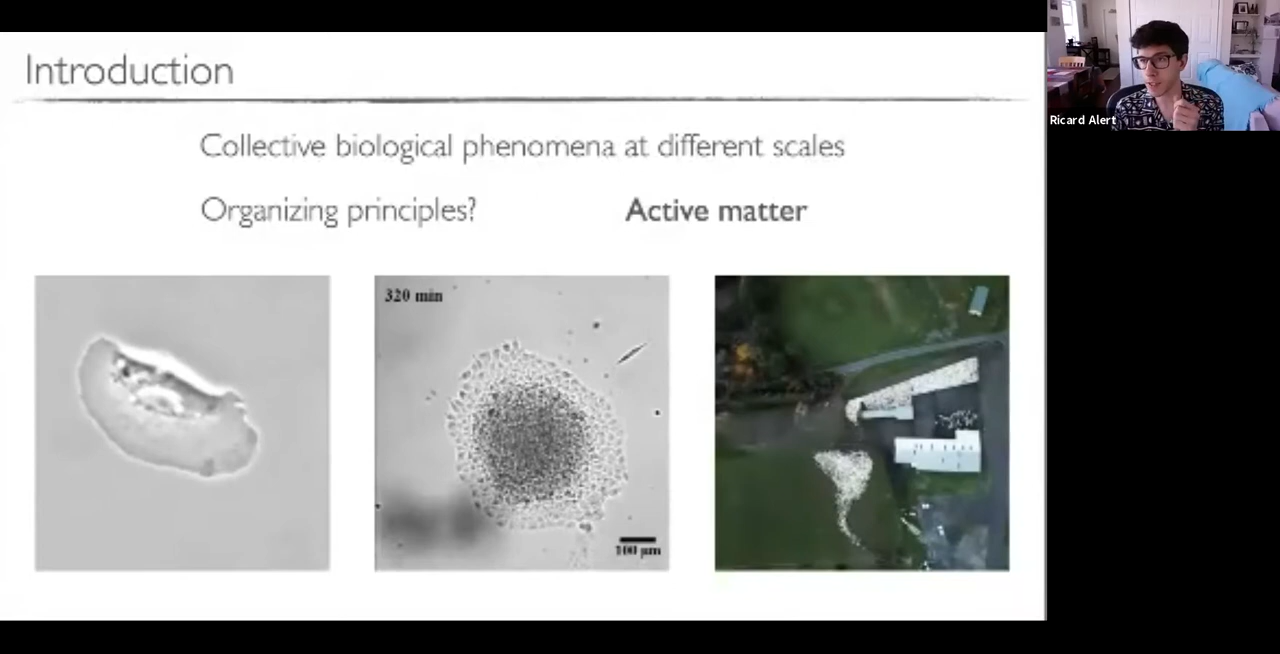 Introduction
Collective biological phenomena at different scales
Organizing principles?
Active matter
320 min
100 µm
Ricard Alert